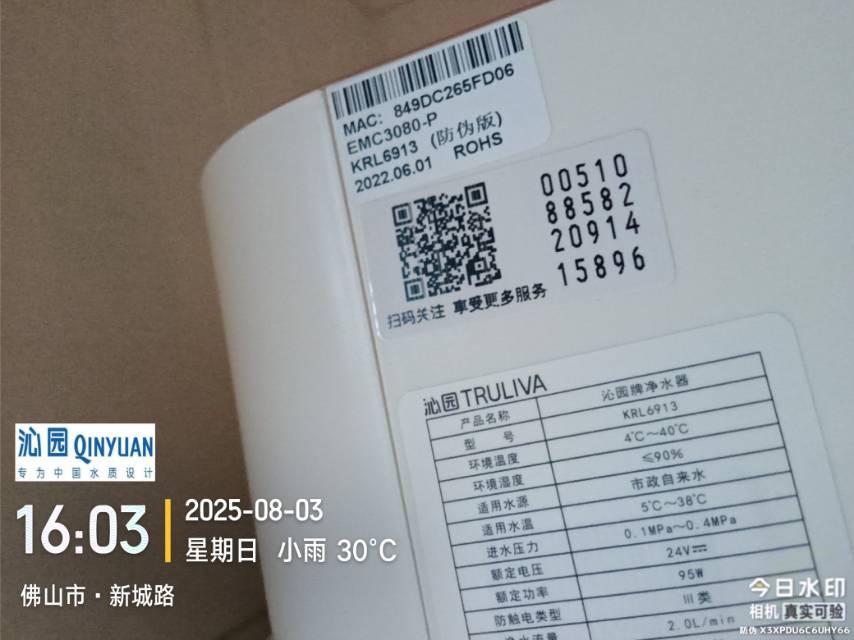 MAC: 849DC265FD06
EMC3080-P
KRL6913 (防伪版)
2022.06.01 ROHS
00510
88582
20914
15896
扫码关注 享受更多服务
沁园TRULIVA
产品名称 沁园牌净水器
型 号 KRL6913
环境温度 4℃～40℃
环境湿度 ≤90%
适用水源 市政自来水
适用水温 5℃～38℃
进水压力 0.1MPa～0.4MPa
额定电压 24V⎓
额定功率 95W
防触电类型 III类
净水流量 2.0L/min
沁园 QINYUAN
专为中国水质设计
16:03
2025-08-03
星期日 小雨 30°C
佛山市·新城路
今日水印
相机 真实可验
防伪 X3XPDU6C6UHY66